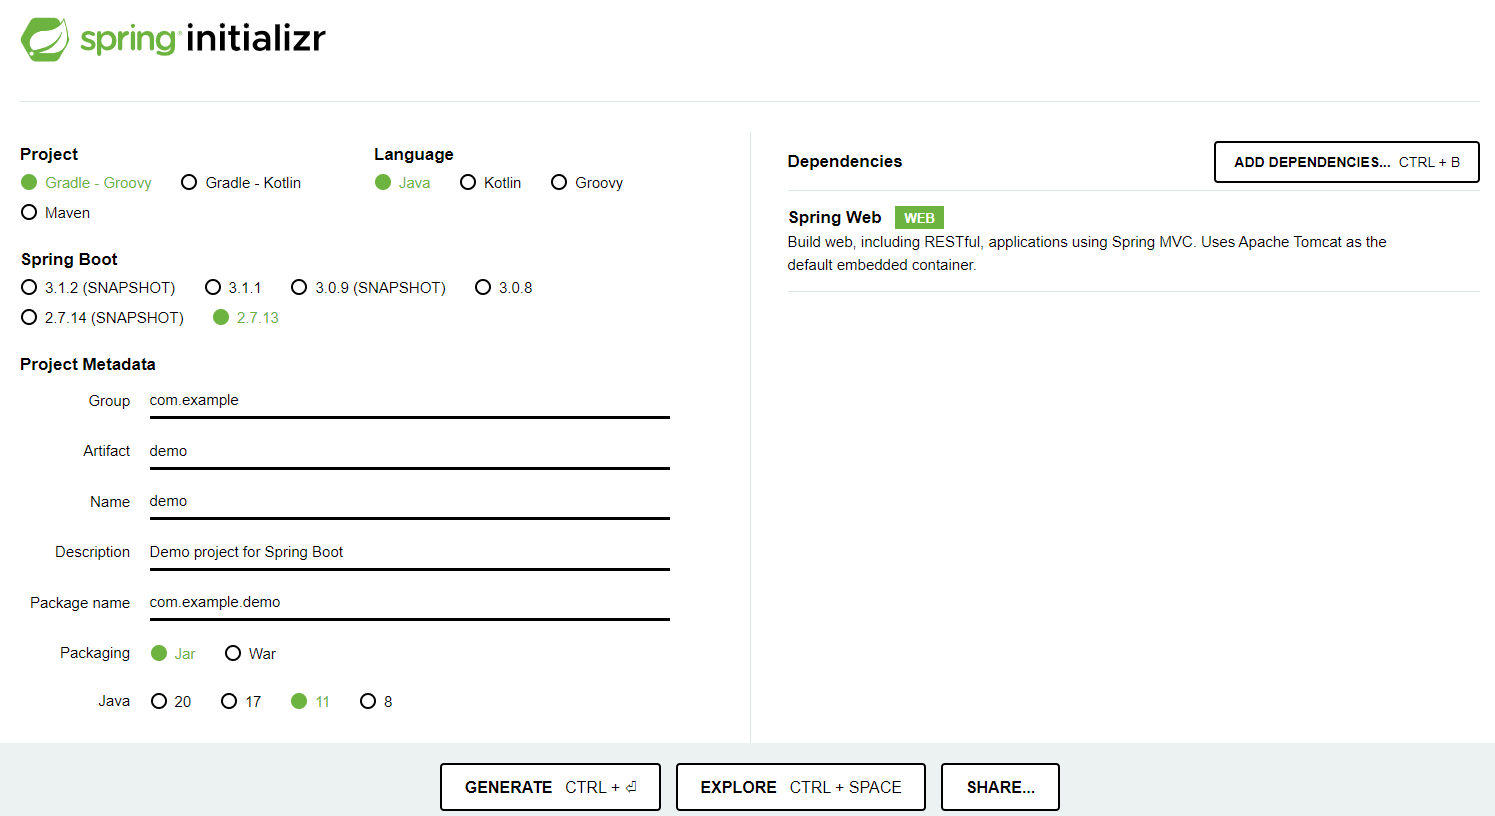 spring initializr
Project
Gradle - Groovy Gradle - Kotlin
Maven
Language
Java Kotlin Groovy
Spring Boot
3.1.2 (SNAPSHOT) 3.1.1 3.0.9 (SNAPSHOT) 3.0.8
2.7.14 (SNAPSHOT) 2.7.13
Project Metadata
Group com.example
Artifact demo
Name demo
Description Demo project for Spring Boot
Package name com.example.demo
Packaging Jar War
Java 20 17 11 8
Dependencies
ADD DEPENDENCIES... CTRL + B
Spring Web WEB
Build web, including RESTful, applications using Spring MVC. Uses Apache Tomcat as the
default embedded container.
GENERATE CTRL + ⏎ EXPLORE CTRL + SPACE SHARE...